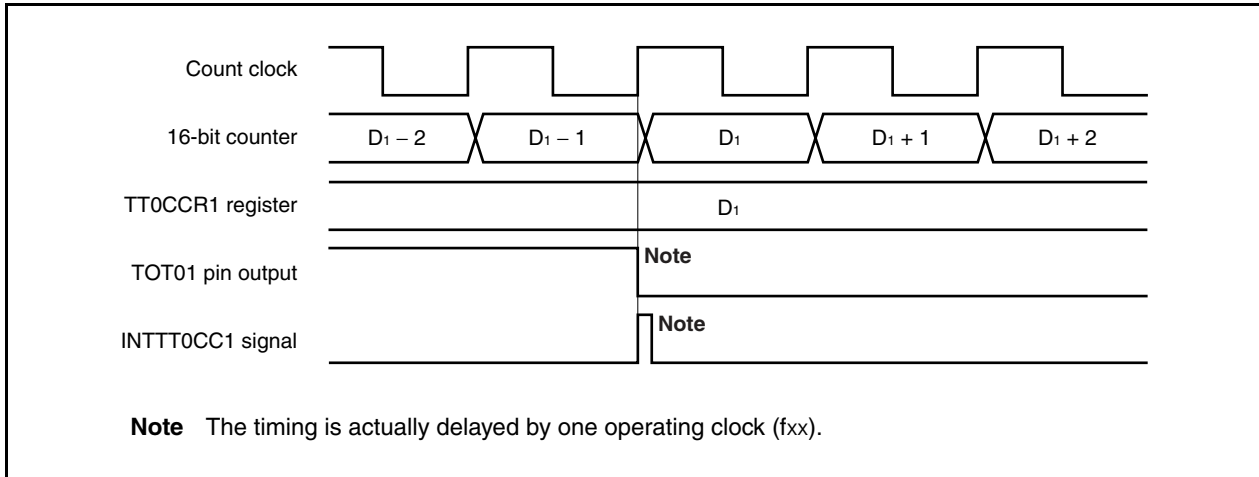 Count clock
16-bit counter
D1 − 2 D1 − 1 D1 D1 + 1 D1 + 2
TT0CCR1 register
D1
TOT01 pin output
Note
INTTT0CC1 signal
Note
Note The timing is actually delayed by one operating clock (fxx).